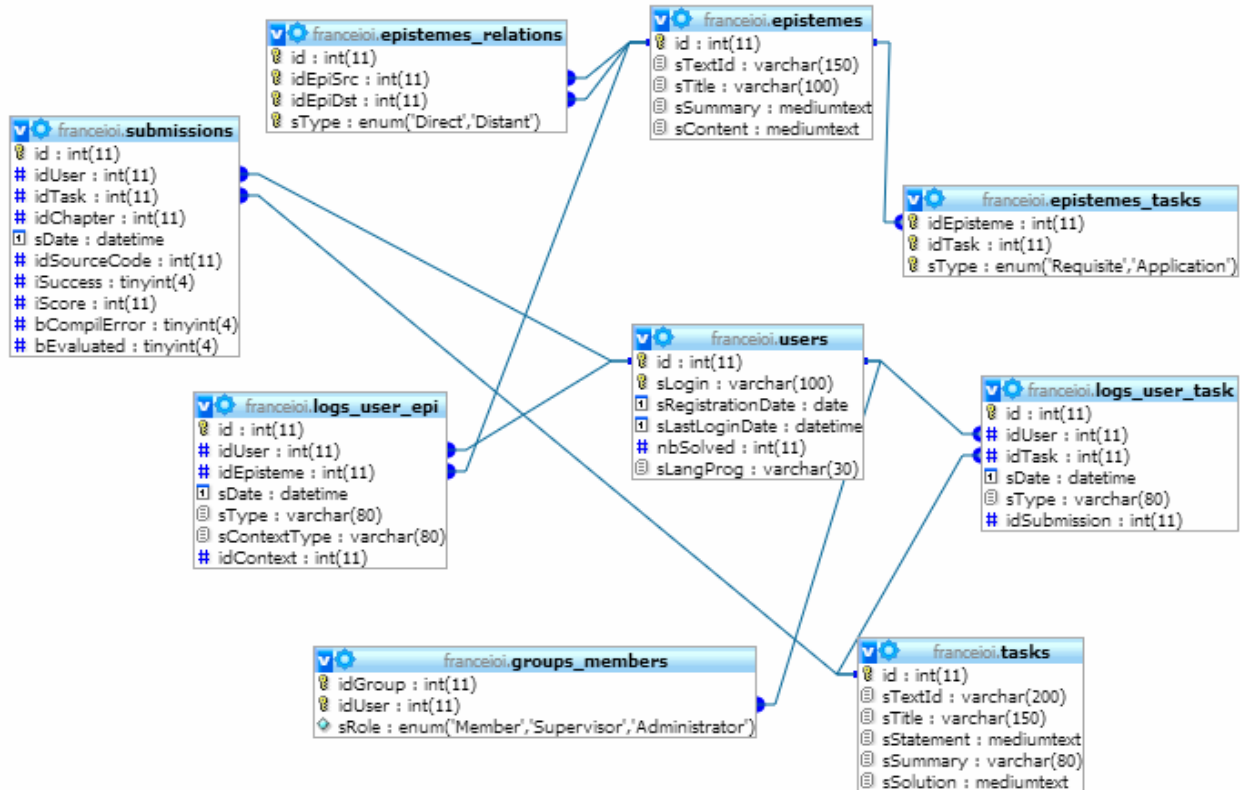 franceioi.epistemes_relations
id : int(11)
idEpiSrc : int(11)
idEpiDst : int(11)
sType : enum('Direct','Distant')
franceioi.epistemes
id : int(11)
sTextId : varchar(150)
sTitle : varchar(100)
sSummary : mediumtext
sContent : mediumtext
franceioi.submissions
id : int(11)
idUser : int(11)
idTask : int(11)
idChapter : int(11)
sDate : datetime
idSourceCode : int(11)
iSuccess : tinyint(4)
iScore : int(11)
bCompilError : tinyint(4)
bEvaluated : tinyint(4)
franceioi.epistemes_tasks
idEpisteme : int(11)
idTask : int(11)
sType : enum('Requisite','Application')
franceioi.users
id : int(11)
sLogin : varchar(100)
sRegistrationDate : date
sLastLoginDate : datetime
nbSolved : int(11)
sLangProg : varchar(30)
franceioi.logs_user_epi
id : int(11)
idUser : int(11)
idEpisteme : int(11)
sDate : datetime
sType : varchar(80)
sContextType : varchar(80)
idContext : int(11)
franceioi.logs_user_task
id : int(11)
idUser : int(11)
idTask : int(11)
sDate : datetime
sType : varchar(80)
idSubmission : int(11)
franceioi.groups_members
idGroup : int(11)
idUser : int(11)
sRole : enum('Member','Supervisor','Administrator')
franceioi.tasks
id : int(11)
sTextId : varchar(200)
sTitle : varchar(150)
sStatement : mediumtext
sSummary : varchar(80)
sSolution : mediumtext